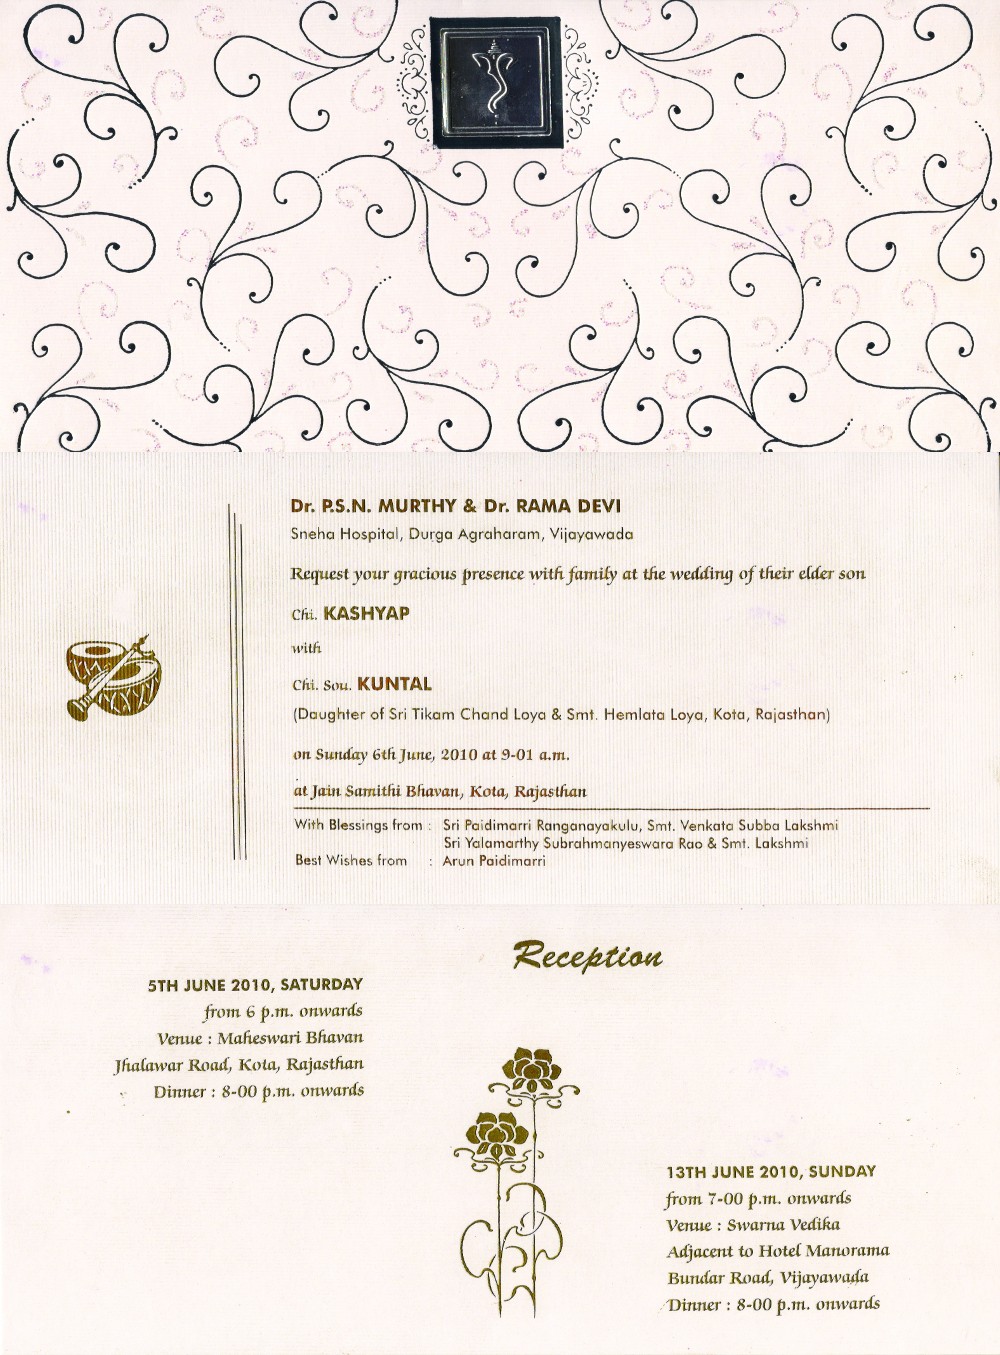 Dr. P.S.N. MURTHY & Dr. RAMA DEVI
Sneha Hospital, Durga Agraharam, Vijayawada
Request your gracious presence with family at the wedding of their elder son
Chi. KASHYAP
with
Chi. Sou. KUNTAL
(Daughter of Sri Tikam Chand Loya & Smt. Hemlata Loya, Kota, Rajasthan)
on Sunday 6th June, 2010 at 9-01 a.m.
at Jain Samithi Bhavan, Kota, Rajasthan
With Blessings from : Sri Paidimarri Ranganayakulu, Smt. Venkata Subba Lakshmi
Sri Yalamarthy Subrahmanyeswara Rao & Smt. Lakshmi
Best Wishes from : Arun Paidimarri
Reception
5TH JUNE 2010, SATURDAY
from 6 p.m. onwards
Venue : Maheswari Bhavan
Jhalawar Road, Kota, Rajasthan
Dinner : 8-00 p.m. onwards
13TH JUNE 2010, SUNDAY
from 7-00 p.m. onwards
Venue : Swarna Vedika
Adjacent to Hotel Manorama
Bundar Road, Vijayawada
Dinner : 8-00 p.m. onwards